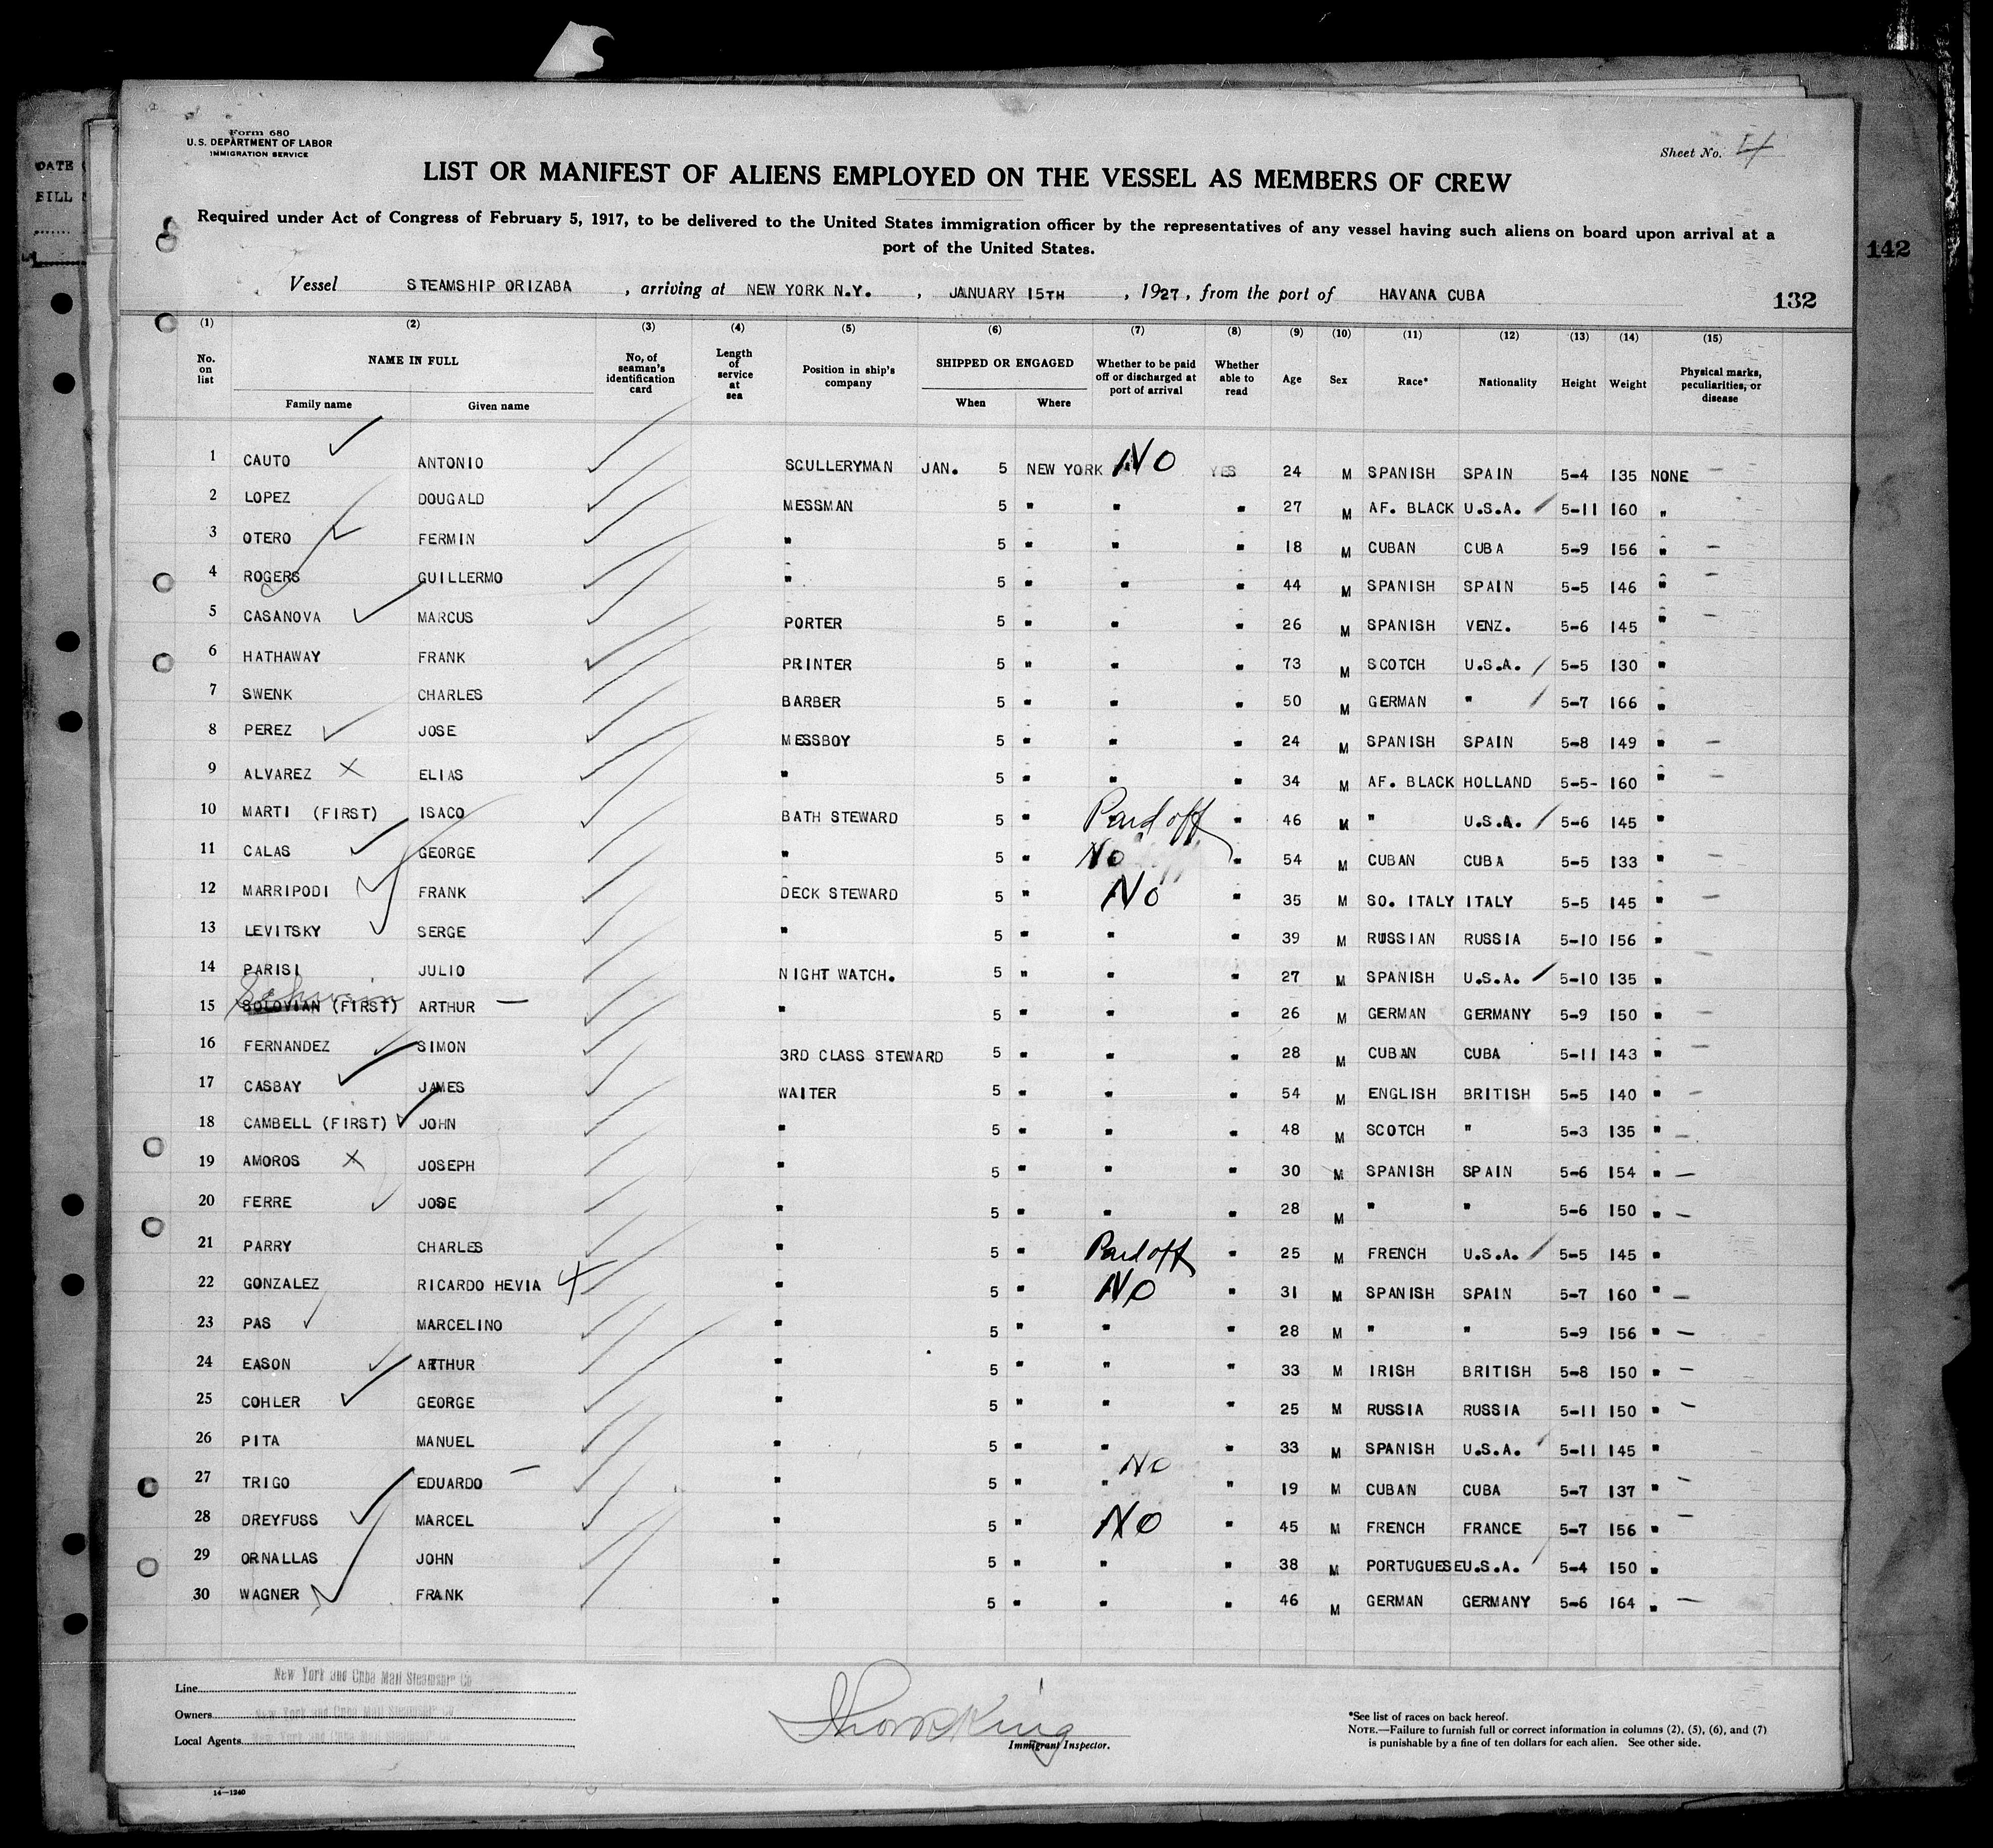 DATE
BILL
Form 680
U.S. DEPARTMENT OF LABOR
IMMIGRATION SERVICE
Sheet No. 4
LIST OR MANIFEST OF ALIENS EMPLOYED ON THE VESSEL AS MEMBERS OF CREW
Required under Act of Congress of February 5, 1917, to be delivered to the United States immigration officer by the representatives of any vessel having such aliens on board upon arrival at a
port of the United States.
142
Vessel STEAMSHIP ORIZABA , arriving at NEW YORK N.Y. , JANUARY 15TH , 1927, from the port of HAVANA CUBA
132
(1) (2) (3) (4) (5) (6) (7) (8) (9) (10) (11) (12) (13) (14) (15)
No. on list NAME IN FULL Family name Given name No. of seaman's identification card Length of service at sea Position in ship's company SHIPPED OR ENGAGED When Where Whether to be paid off or discharged at port of arrival Whether able to read Age Sex Race* Nationality Height Weight Physical marks, peculiarities, or disease
1 CAUTO ANTONIO SCULLERYMAN JAN. 5 NEW YORK NO YES 24 M SPANISH SPAIN 5-4 135 NONE —
2 LOPEZ DOUGALD MESSMAN 5 " " " 27 M AF. BLACK U.S.A. 5-11 160 "
3 OTERO FERMIN " 5 " " " 18 M CUBAN CUBA 5-9 156 " —
4 ROGERS GUILLERMO " 5 " " " 44 M SPANISH SPAIN 5-5 146 " —
5 CASANOVA MARCUS PORTER 5 " " " 26 M SPANISH VENZ. 5-6 145 " —
6 HATHAWAY FRANK PRINTER 5 " " " 73 M SCOTCH U.S.A. 5-5 130 "
7 SWENK CHARLES BARBER 5 " " " 50 M GERMAN " 5-7 166 "
8 PEREZ JOSE MESSBOY 5 " " " 24 M SPANISH SPAIN 5-8 149 " —
9 ALVAREZ X ELIAS " 5 " " " 34 M AF. BLACK HOLLAND 5-5- 160 " —
10 MARTI (FIRST) ISACO BATH STEWARD 5 " Paid off " 46 M " U.S.A. 5-6 145 "
11 CALAS GEORGE " 5 " No " 54 M CUBAN CUBA 5-5 133 " —
12 MARRIPODI FRANK DECK STEWARD 5 " No " 35 M SO. ITALY ITALY 5-5 145 " —
13 LEVITSKY SERGE " 5 " " " 39 M RUSSIAN RUSSIA 5-10 156 "
14 PARISI JULIO NIGHT WATCH. 5 " " " 27 M SPANISH U.S.A. 5-10 135 "
Schwein
15 SOLOVIAN (FIRST) ARTHUR — " 5 " " " 26 M GERMAN GERMANY 5-9 150 " —
16 FERNANDEZ SIMON 3RD CLASS STEWARD 5 " " " 28 M CUBAN CUBA 5-11 143 " —
17 CASBAY JAMES WAITER 5 " " " 54 M ENGLISH BRITISH 5-5 140 " —
18 CAMBELL (FIRST) JOHN " 5 " " " 48 M SCOTCH " 5-3 135 " —
19 AMOROS X JOSEPH " 5 " " " 30 M SPANISH SPAIN 5-6 154 " —
20 FERRE JOSE " 5 " " " 28 M " " 5-6 150 " —
21 PARRY CHARLES " 5 " Paid off " 25 M FRENCH U.S.A. 5-5 145 "
22 GONZALEZ RICARDO HEVIA X " 5 " No " 31 M SPANISH SPAIN 5-7 160 " —
23 PAS MARCELINO " 5 " " " 28 M " " 5-9 156 " —
24 EASON ARTHUR " 5 " " " 33 M IRISH BRITISH 5-8 150 " —
25 COHLER GEORGE " 5 " " " 25 M RUSSIA RUSSIA 5-11 150 " —
26 PITA MANUEL " 5 " " " 33 M SPANISH U.S.A. 5-11 145 "
27 TRIGO EDUARDO — " 5 " No " " 19 M CUBAN CUBA 5-7 137 " —
28 DREYFUSS MARCEL " 5 " No " 45 M FRENCH FRANCE 5-7 156 " —
29 ORNALLAS JOHN " 5 " " " 38 M PORTUGUESE U.S.A. 5-4 150 "
30 WAGNER FRANK " 5 " " " 46 M GERMAN GERMANY 5-6 164 " —
Line New York and Cuba Mail Steamship Co
Owners New York and Cuba Mail Steamship Co
Local Agents New York and Cuba Mail Steamship Co
Immigrant Inspector.
*See list of races on back hereof.
NOTE.—Failure to furnish full or correct information in columns (2), (5), (6), and (7)
is punishable by a fine of ten dollars for each alien. See other side.
14—1240